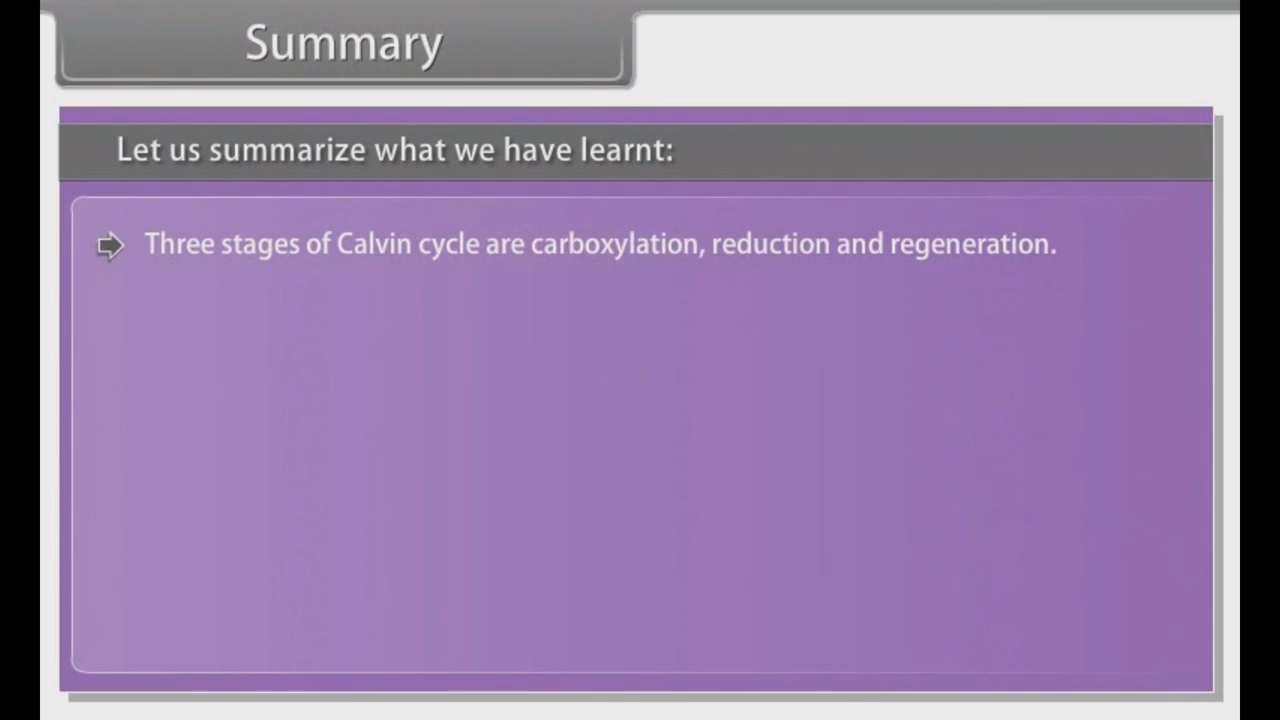 Summary
Let us summarize what we have learnt:
Three stages of Calvin cycle are carboxylation, reduction and regeneration.